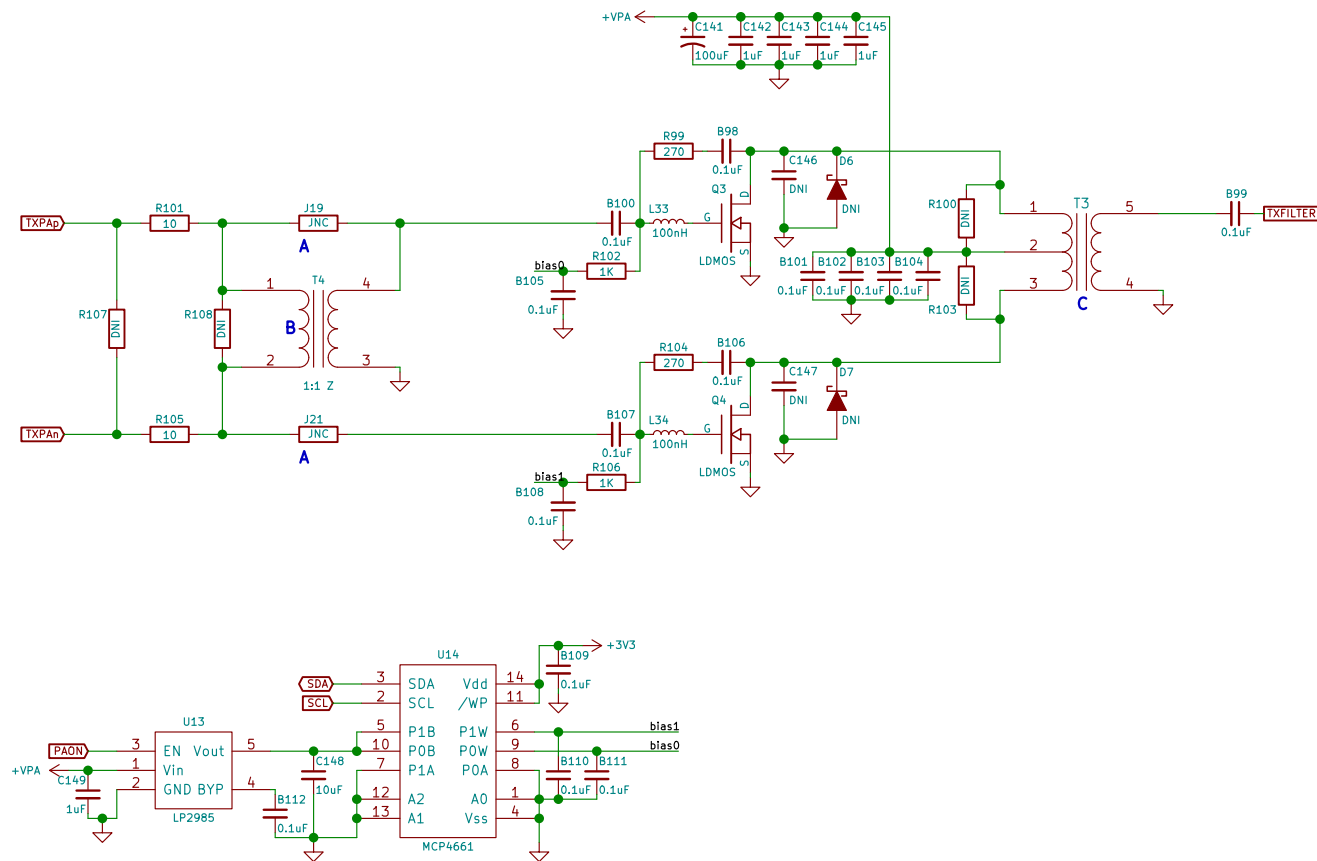 +VPA
C141
C142
C143
C144
C145
+
100uF
1uF
1uF
1uF
1uF
R99
270
B98
0.1uF
C146
DNI
D6
DNI
Q3
D
G
S
LDMOS
R101
10
J19
JNC
A
TXPAp
B100
0.1uF
L33
100nH
R102
1K
bias0
B105
0.1uF
R100
DNI
T3
1
2
3
5
4
C
B99
0.1uF
TXFILTER
B101
B102
B103
B104
0.1uF
0.1uF
0.1uF
0.1uF
R103
DNI
R107
DNI
R108
DNI
T4
1
4
B
2
3
1:1 Z
R104
270
B106
0.1uF
C147
DNI
D7
DNI
Q4
D
G
S
LDMOS
TXPAn
R105
10
J21
JNC
A
B107
0.1uF
L34
100nH
R106
1K
bias1
B108
0.1uF
U14
+3V3
B109
0.1uF
SDA
3
SDA
Vdd
14
SCL
2
SCL
/WP
11
5
P1B
P1W
6
bias1
10
P0B
P0W
9
bias0
7
P1A
P0A
8
12
A2
A0
1
13
A1
Vss
4
MCP4661
B110
0.1uF
B111
0.1uF
U13
PAON
3
EN
Vout
5
+VPA
1
Vin
2
GND
BYP
4
LP2985
C149
1uF
B112
0.1uF
C148
10uF